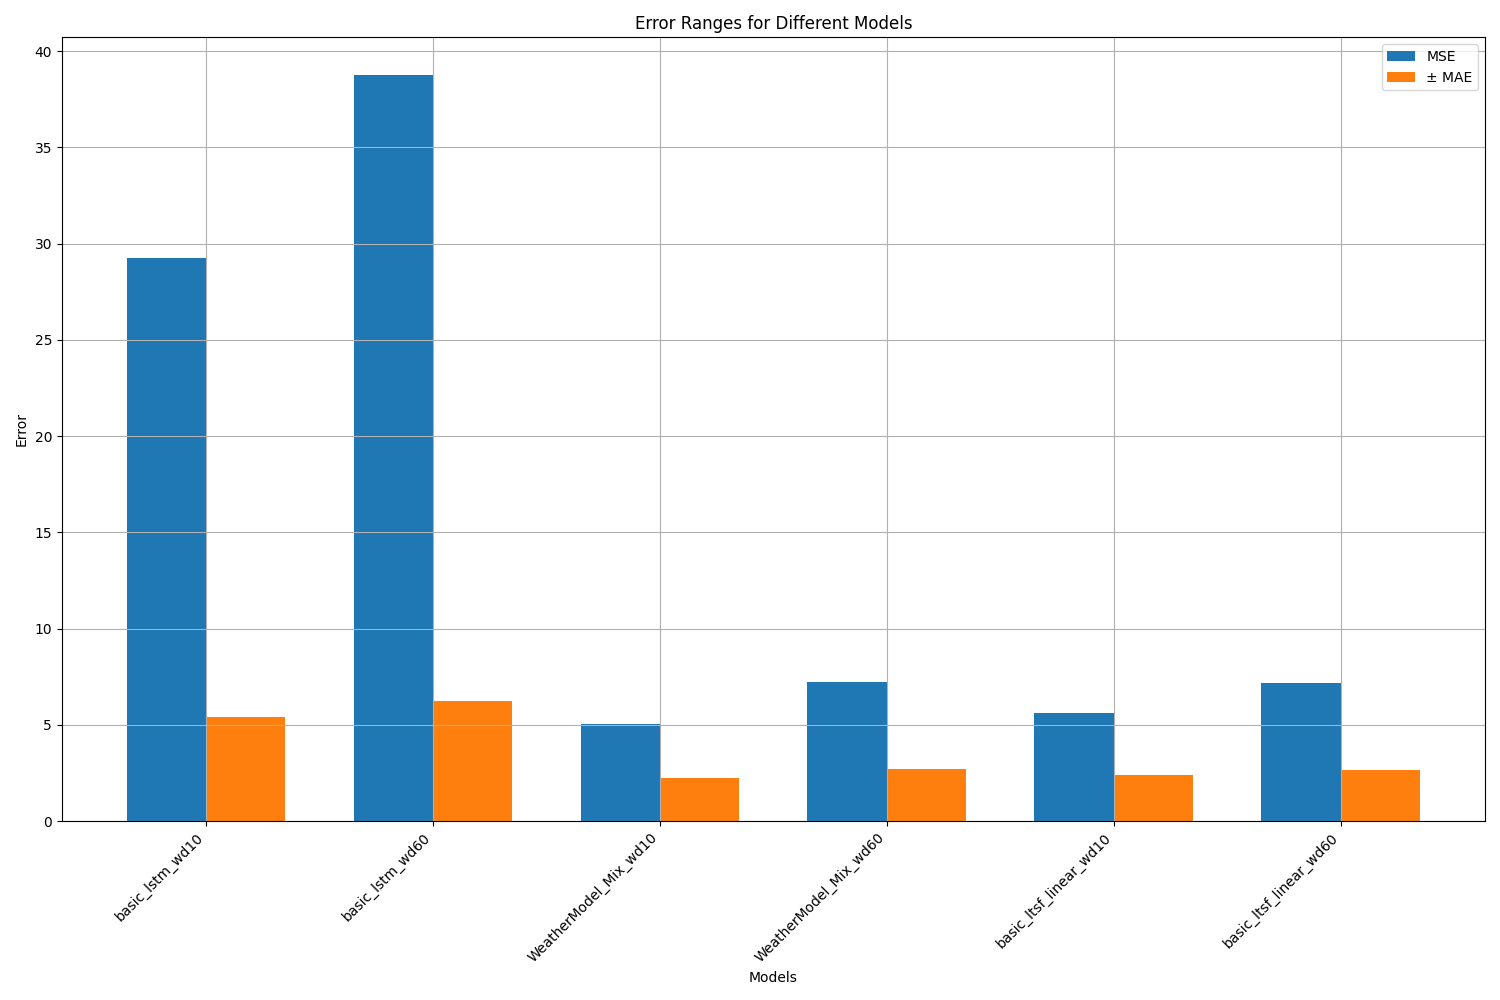 Error Ranges for Different Models
MSE
± MAE
Error
40
35
30
25
20
15
10
5
0
basic_lstm_wd10
basic_lstm_wd60
WeatherModel_Mix_wd10
WeatherModel_Mix_wd60
basic_ltsf_linear_wd10
basic_ltsf_linear_wd60
Models